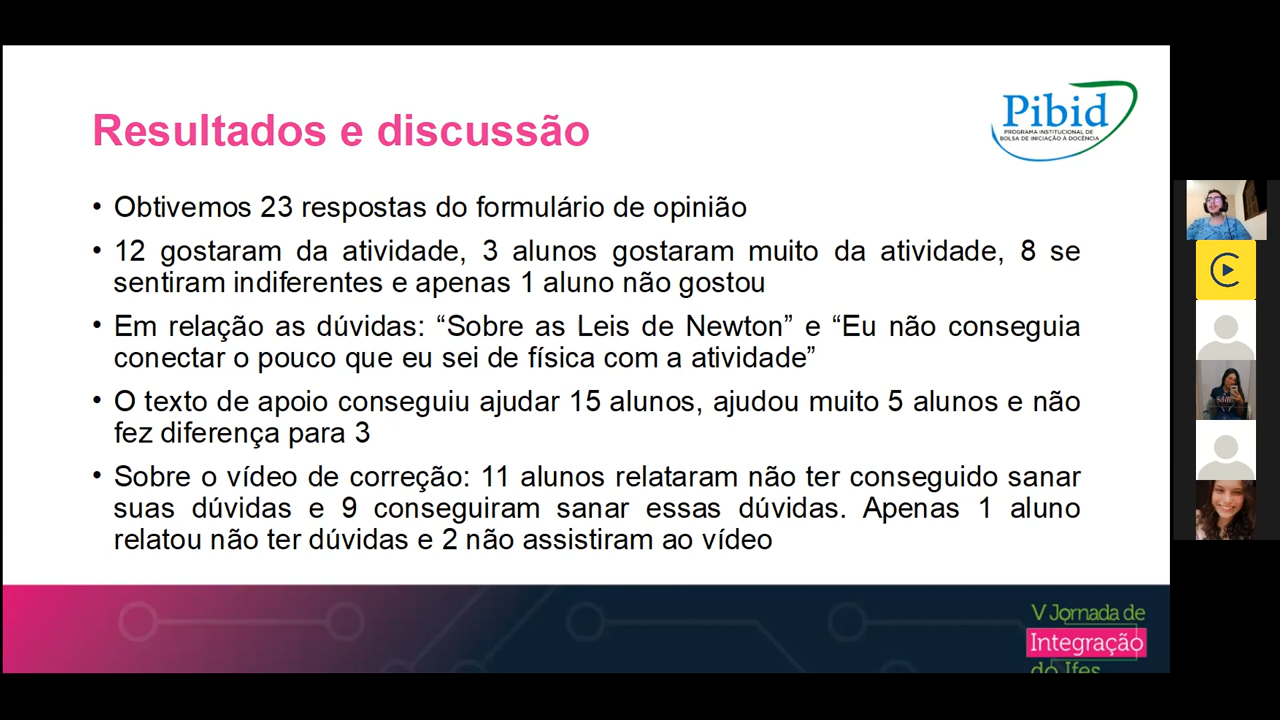 Resultados e discussão
Pibid
PROGRAMA INSTITUCIONAL DE
BOLSA DE INICIAÇÃO À DOCÊNCIA
• Obtivemos 23 respostas do formulário de opinião
• 12 gostaram da atividade, 3 alunos gostaram muito da atividade, 8 se
sentiram indiferentes e apenas 1 aluno não gostou
• Em relação as dúvidas: “Sobre as Leis de Newton” e “Eu não conseguia
conectar o pouco que eu sei de física com a atividade”
• O texto de apoio conseguiu ajudar 15 alunos, ajudou muito 5 alunos e não
fez diferença para 3
• Sobre o vídeo de correção: 11 alunos relataram não ter conseguido sanar
suas dúvidas e 9 conseguiram sanar essas dúvidas. Apenas 1 aluno
relatou não ter dúvidas e 2 não assistiram ao vídeo
V Jornada de
Integração
do Ifes